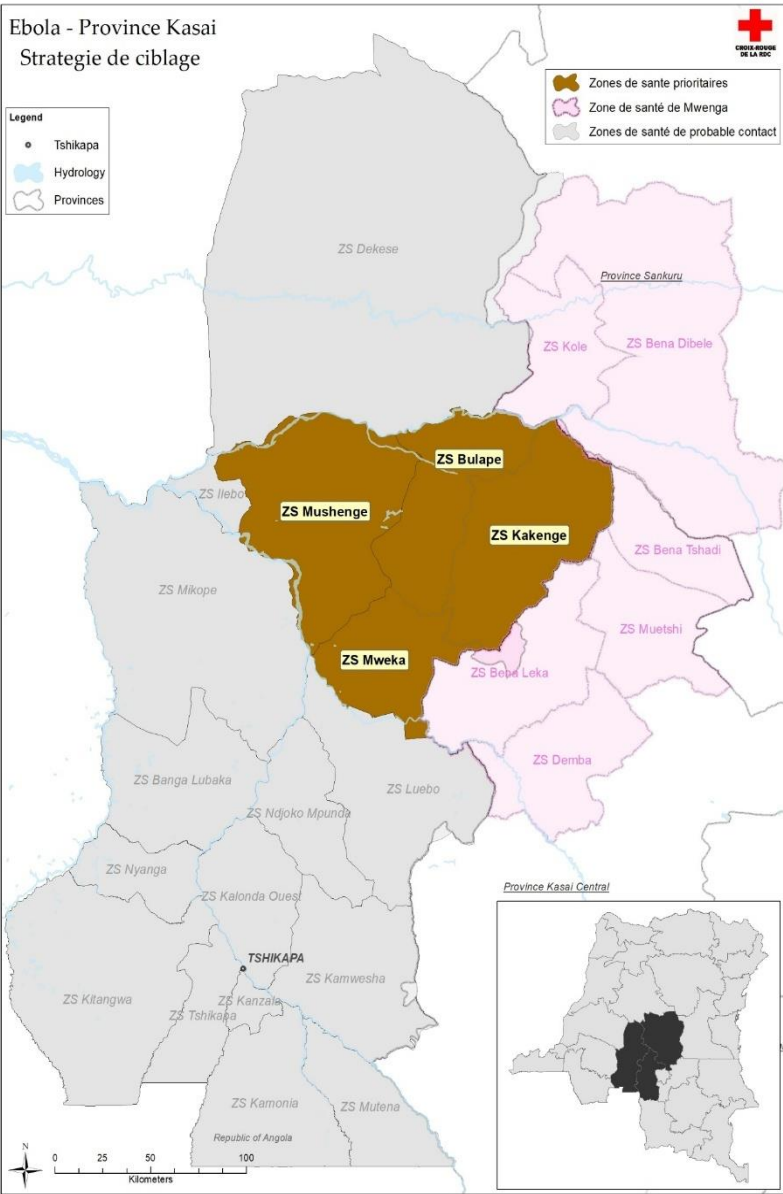 Ebola - Province Kasai
Strategie de ciblage
CROIX-ROUGE
DE LA RDC
Zones de sante prioritaires
Zone de santé de Mwenga
Zones de santé de probable contact
Legend
Tshikapa
Hydrology
Provinces
ZS Dekese
Province Sankuru
ZS Kole
ZS Bena Dibele
ZS Bulape
ZS Ilebo
ZS Mushenge
ZS Kakenge
ZS Bena Tshadi
ZS Mikope
ZS Muetshi
ZS Mweka
ZS Bena Leka
ZS Demba
ZS Banga Lubaka
ZS Luebo
ZS Ndjoko Mpunda
ZS Nyanga
ZS Kalonda Ouest
Province Kasai Central
TSHIKAPA
ZS Kamwesha
ZS Kitangwa
ZS Kanzala
ZS Tshikapa
ZS Kamonia
ZS Mutena
Republic of Angola
N
0 25 50 100
Kilometers